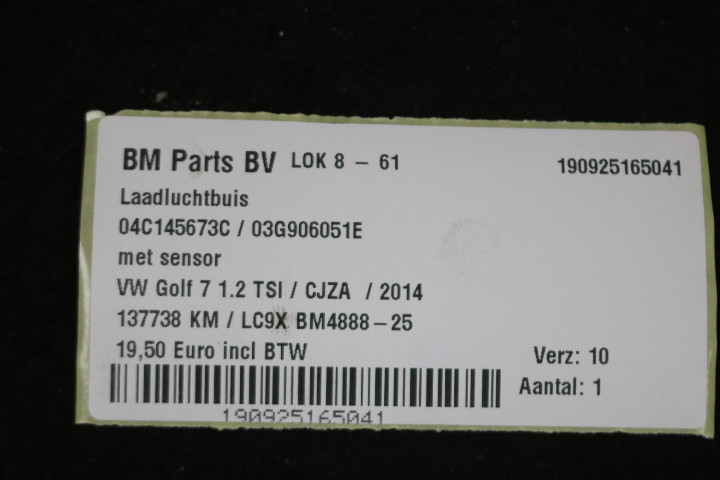 BM Parts BV LOK 8 - 61 190925165041
Laadluchtbuis
04C145673C / 03G906051E
met sensor
VW Golf 7 1.2 TSI / CJZA / 2014
137738 KM / LC9X BM4888-25
19,50 Euro incl BTW Verz: 10
Aantal: 1
190925165041